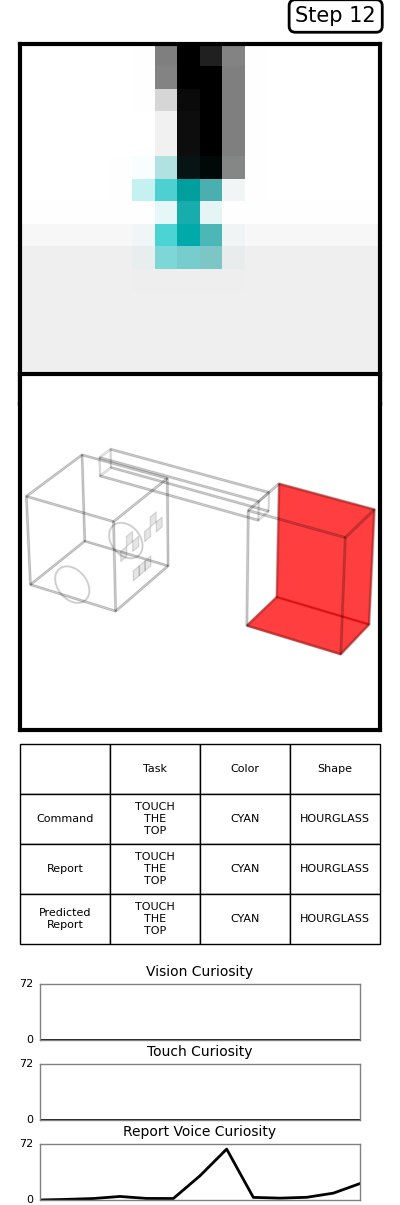 Step 12
Task Color Shape
Command TOUCH THE TOP CYAN HOURGLASS
Report TOUCH THE TOP CYAN HOURGLASS
Predicted Report TOUCH THE TOP CYAN HOURGLASS
Vision Curiosity
72
0
Touch Curiosity
72
0
Report Voice Curiosity
72
0